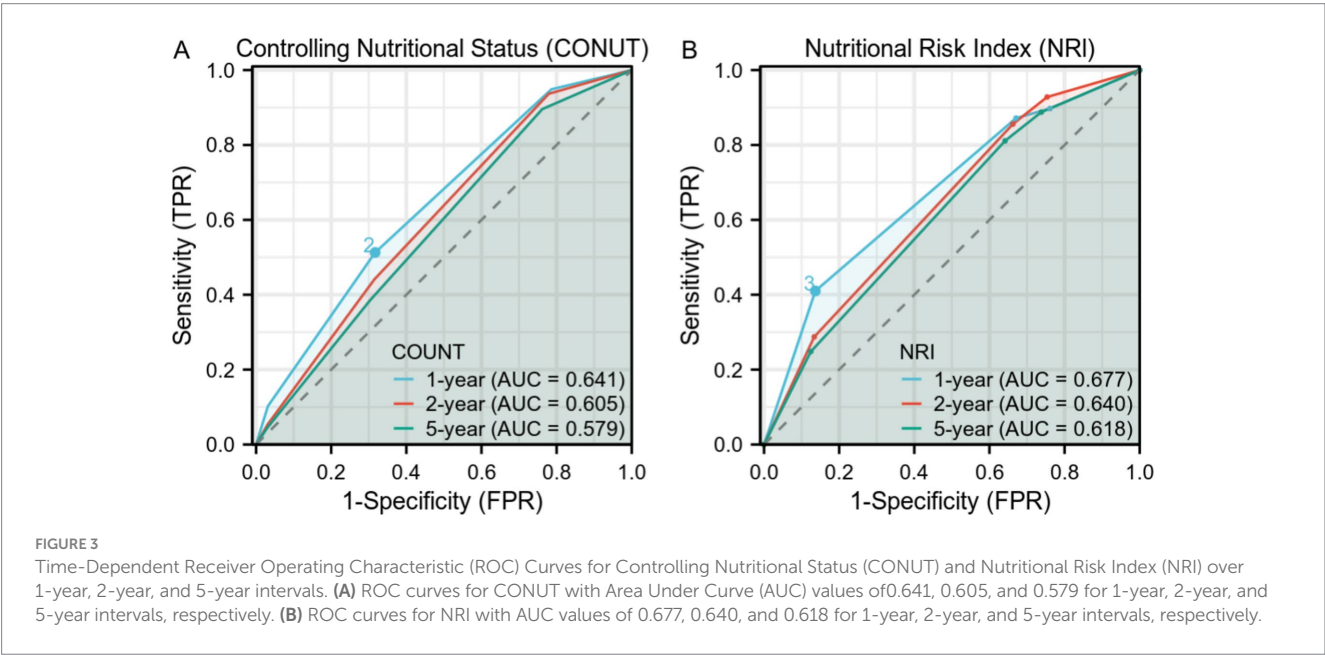 A Controlling Nutritional Status (CONUT)
Sensitivity (TPR)
1.0
0.8
0.6
0.4
0.2
0.0
2
COUNT
1-year (AUC = 0.641)
2-year (AUC = 0.605)
5-year (AUC = 0.579)
0.0 0.2 0.4 0.6 0.8 1.0
1-Specificity (FPR)
B Nutritional Risk Index (NRI)
Sensitivity (TPR)
1.0
0.8
0.6
0.4
0.2
0.0
3
NRI
1-year (AUC = 0.677)
2-year (AUC = 0.640)
5-year (AUC = 0.618)
0.0 0.2 0.4 0.6 0.8 1.0
1-Specificity (FPR)
FIGURE 3
Time-Dependent Receiver Operating Characteristic (ROC) Curves for Controlling Nutritional Status (CONUT) and Nutritional Risk Index (NRI) over
1-year, 2-year, and 5-year intervals. (A) ROC curves for CONUT with Area Under Curve (AUC) values of0.641, 0.605, and 0.579 for 1-year, 2-year, and
5-year intervals, respectively. (B) ROC curves for NRI with AUC values of 0.677, 0.640, and 0.618 for 1-year, 2-year, and 5-year intervals, respectively.